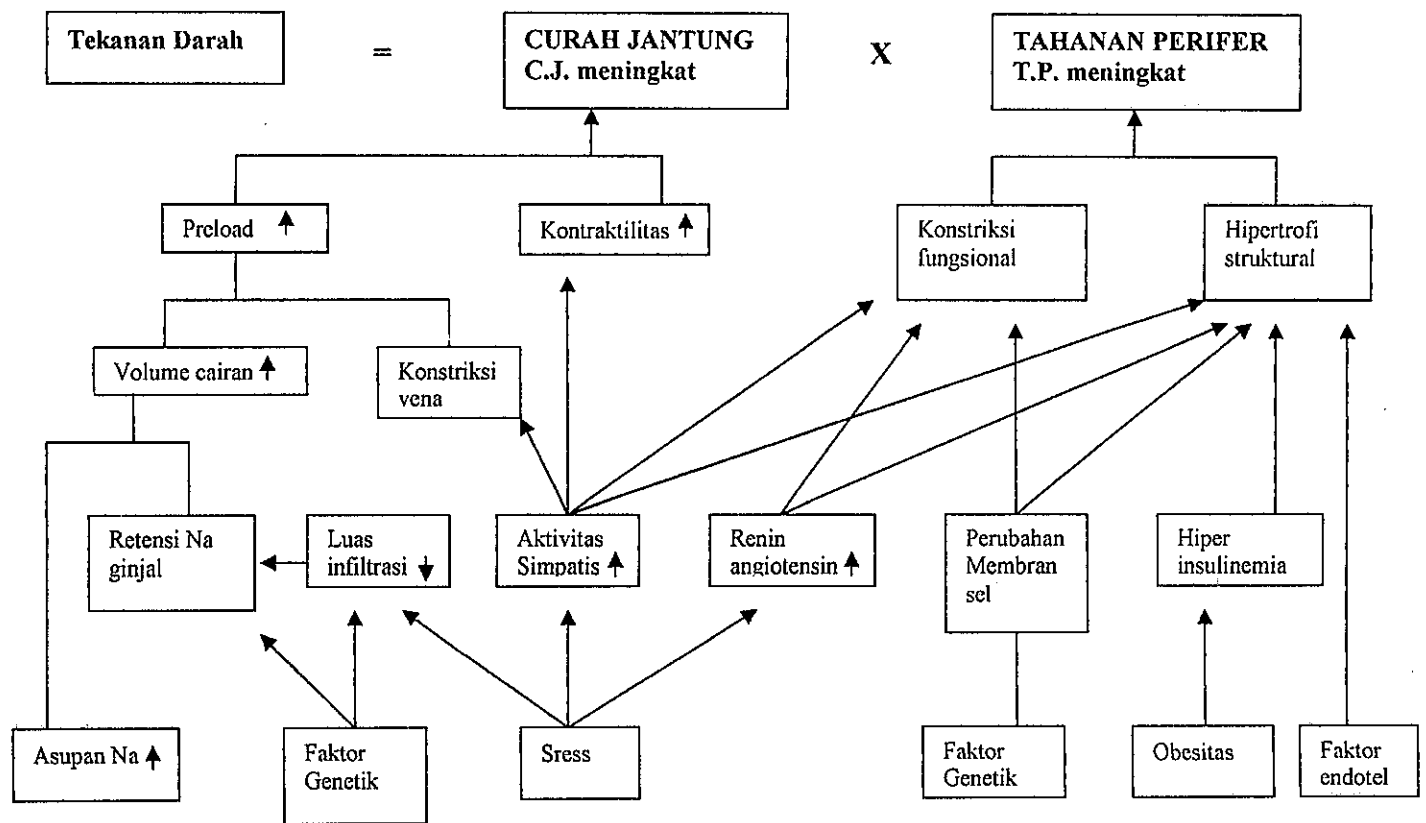 Tekanan Darah
=
CURAH JANTUNG
C.J. meningkat
X
TAHANAN PERIFER
T.P. meningkat
Preload ↑
Kontraktilitas ↑
Konstriksi
fungsional
Hipertrofi
struktural
Volume cairan ↑
Konstriksi
vena
Retensi Na
ginjal
Luas
infiltrasi ↓
Aktivitas
Simpatis ↑
Renin
angiotensin ↑
Perubahan
Membran
sel
Hiper
insulinemia
Asupan Na ↑
Faktor
Genetik
Sress
Faktor
Genetik
Obesitas
Faktor
endotel